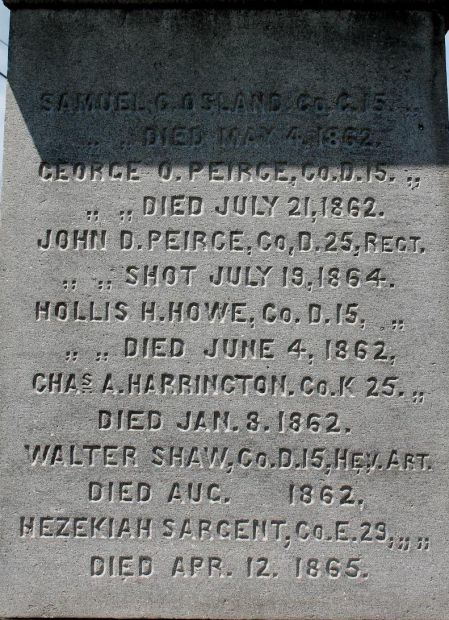 SAMUEL C. OSLAND. Co. C. 15. „
„ „ DIED MAY 4, 1862.
GEORGE O. PEIRCE, Co. D. 15. „
„ „ DIED JULY 21, 1862.
JOHN D. PEIRCE, Co, D. 25, REGT.
„ „ SHOT JULY 19, 1864.
HOLLIS H. HOWE, Co. D. 15, „
„ „ DIED JUNE 4, 1862,
CHAS A. HARRINGTON. Co. K 25. „
DIED JAN. 8. 1862.
WALTER SHAW, Co. D. 15, HEV. ART.
DIED AUG. 1862.
HEZEKIAH SARGENT, Co. E. 29, „ „
DIED APR. 12. 1865.